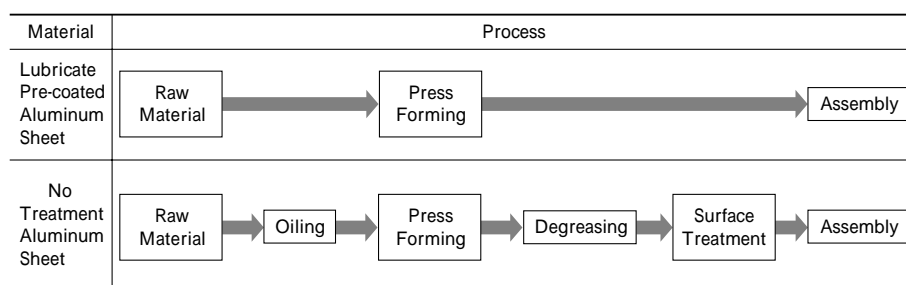 Material
Process
Lubricate
Pre-coated
Aluminum
Sheet
Raw
Material
Press
Forming
Assembly
No
Treatment
Aluminum
Sheet
Raw
Material
Oiling
Press
Forming
Degreasing
Surface
Treatment
Assembly